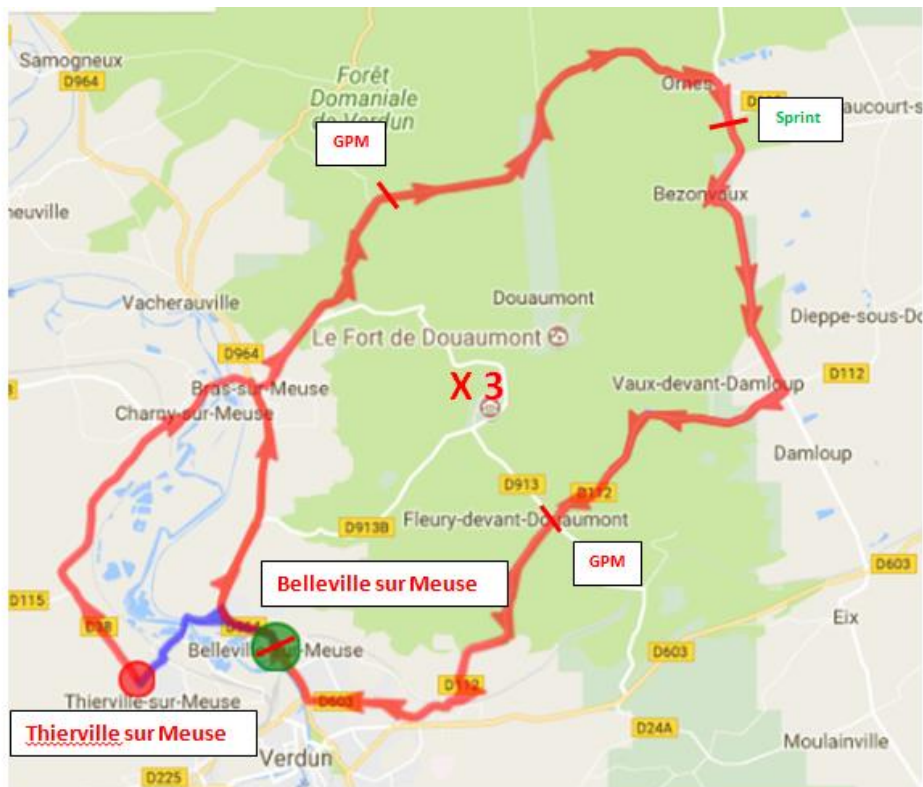 Samogneux
D964
Forêt
Domaniale
de Verdun
Ornes
Sprint
aucourt-s
GPM
neuville
Bezonvaux
Vacherauville
Douaumont
Dieppe-sous-Do
Le Fort de Douaumont
D964
Bras-sur-Meuse
X 3
Vaux-devant-Damloup
D112
Charny-sur-Meuse
Damloup
D913
D112
D913B
Fleury-devant-Douaumont
GPM
D603
Belleville sur Meuse
D115
Eix
D38
D964
Belleville-sur-Meuse
D603
Thierville-sur-Meuse
D603
D112
Thierville sur Meuse
D24A
Moulainville
Verdun
D225